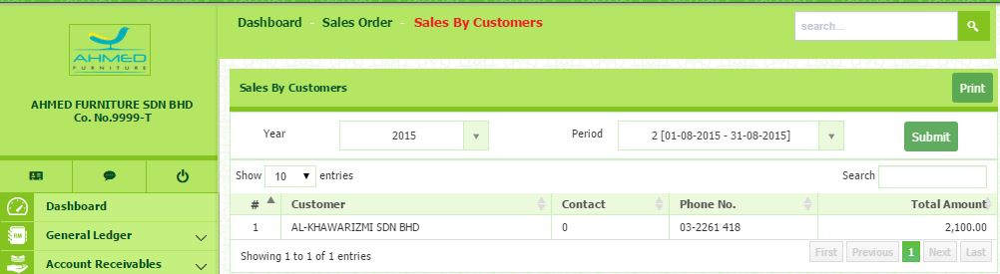 AHMED
FURNITURE
AHMED FURNITURE SDN BHD
Co. No.9999-T
Dashboard
General Ledger
RM
Account Receivables
Dashboard - Sales Order - Sales By Customers
search...
Sales By Customers
Print
Year
2015
Period
2 [01-08-2015 - 31-08-2015]
Submit
Show 10 entries
Search
# Customer Contact Phone No. Total Amount
1 AL-KHAWARIZMI SDN BHD 0 03-2261 418 2,100.00
Showing 1 to 1 of 1 entries
First Previous 1 Next Last